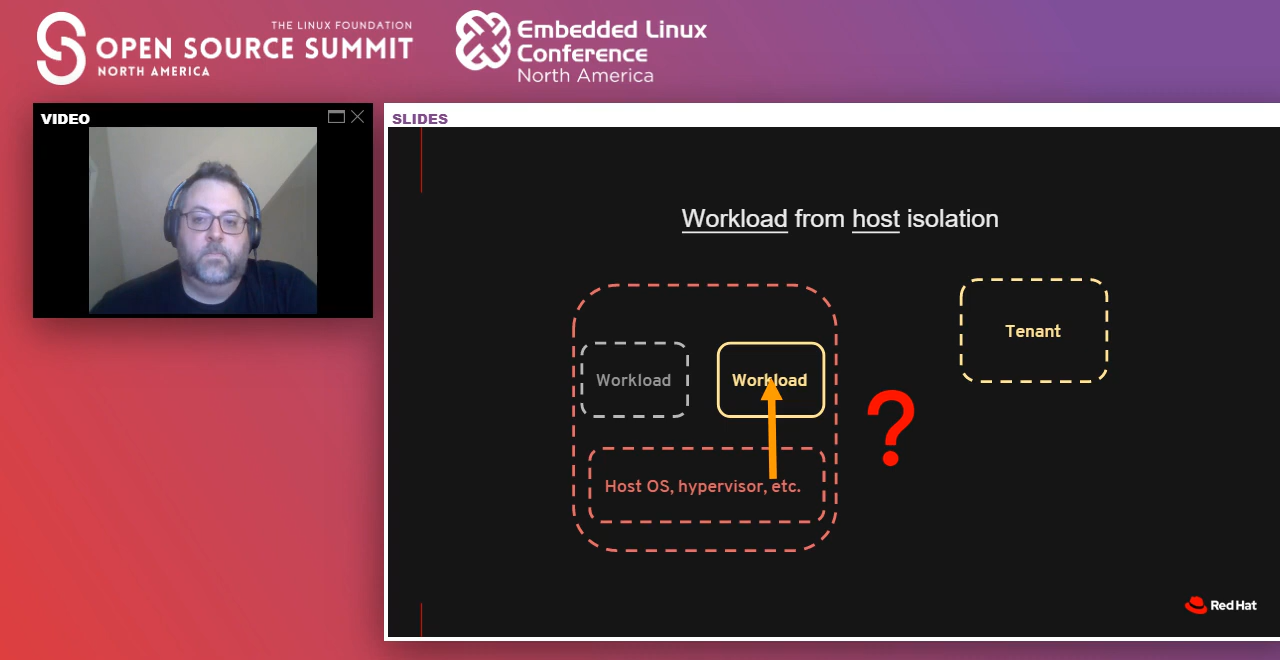 THE LINUX FOUNDATION
OPEN SOURCE SUMMIT
NORTH AMERICA
Embedded Linux
Conference
North America
VIDEO
SLIDES
Workload from host isolation
Tenant
Workload
Workload
?
Host OS, hypervisor, etc.
Red Hat